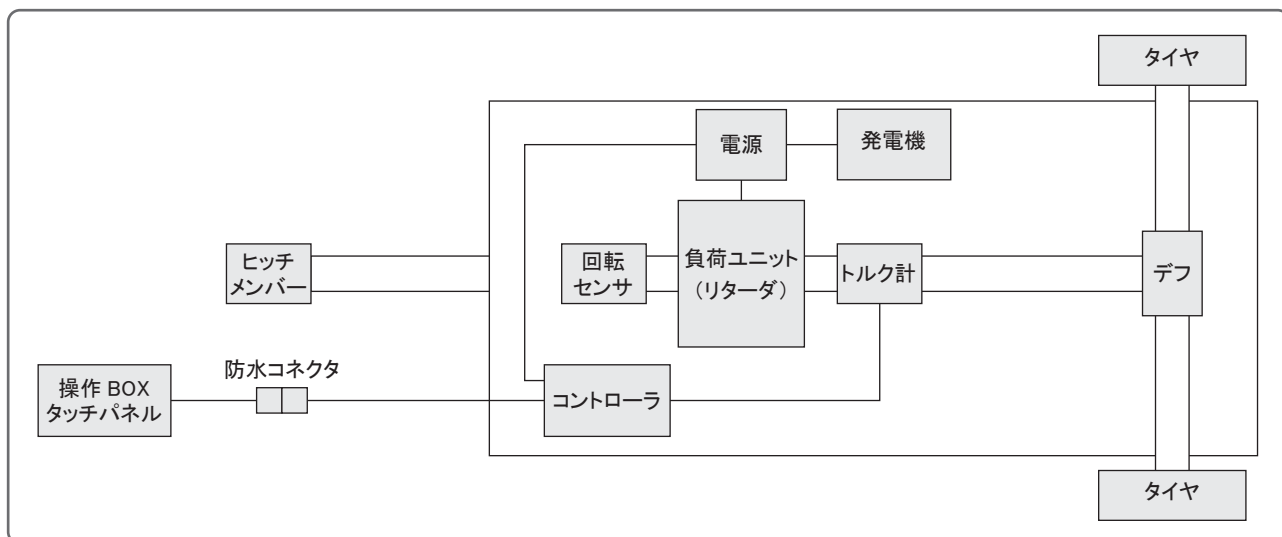 タイヤ
電源
発電機
ヒッチ
メンバー
回転
センサ
負荷ユニット
（リターダ）
トルク計
デフ
防水コネクタ
操作 BOX
タッチパネル
コントローラ
タイヤ